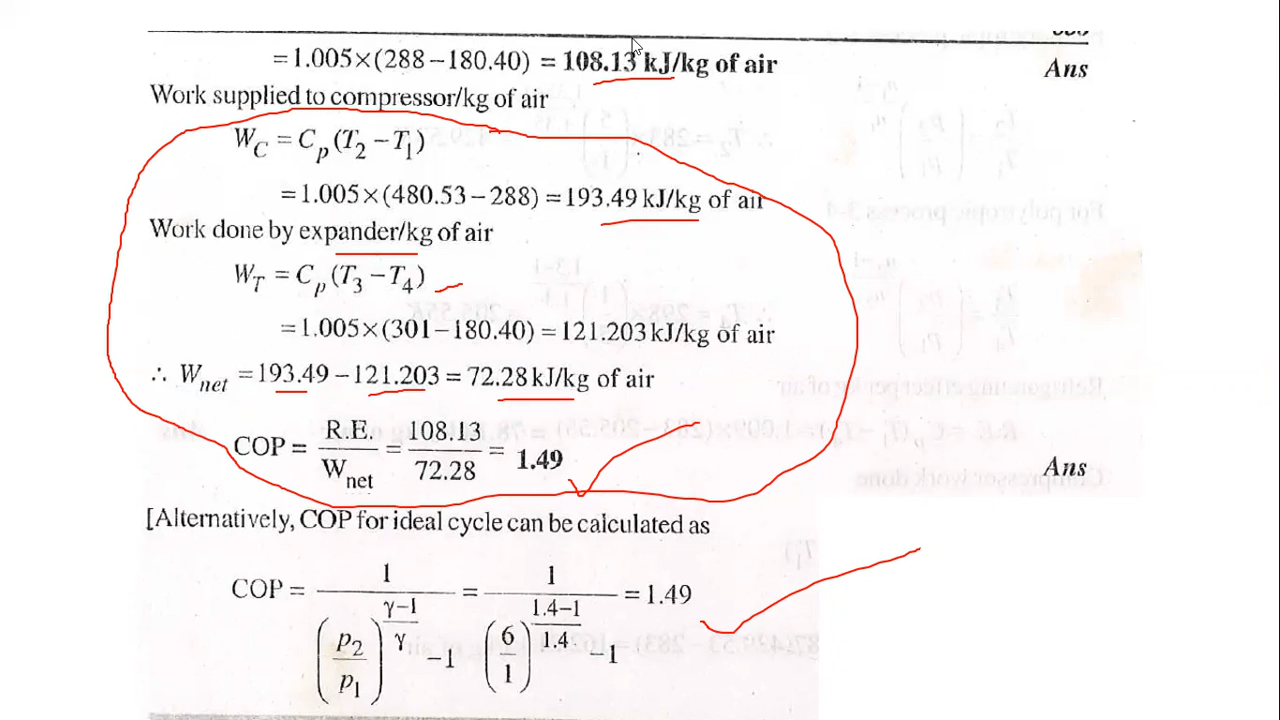 = 1.005×(288−180.40) = 108.13 kJ/kg of air Ans
Work supplied to compressor/kg of air
W_C = C_p (T_2 − T_1)
= 1.005×(480.53−288) = 193.49 kJ/kg of air
Work done by expander/kg of air
W_T = C_p (T_3 − T_4)
= 1.005×(301−180.40) = 121.203 kJ/kg of air
∴ W_net = 193.49 −121.203 = 72.28 kJ/kg of air
COP = R.E./W_net = 108.13/72.28 = 1.49 Ans
[Alternatively, COP for ideal cycle can be calculated as
COP = 1/((p_2/p_1)^((γ−1)/γ) −1) = 1/((6/1)^((1.4−1)/1.4) −1) = 1.49